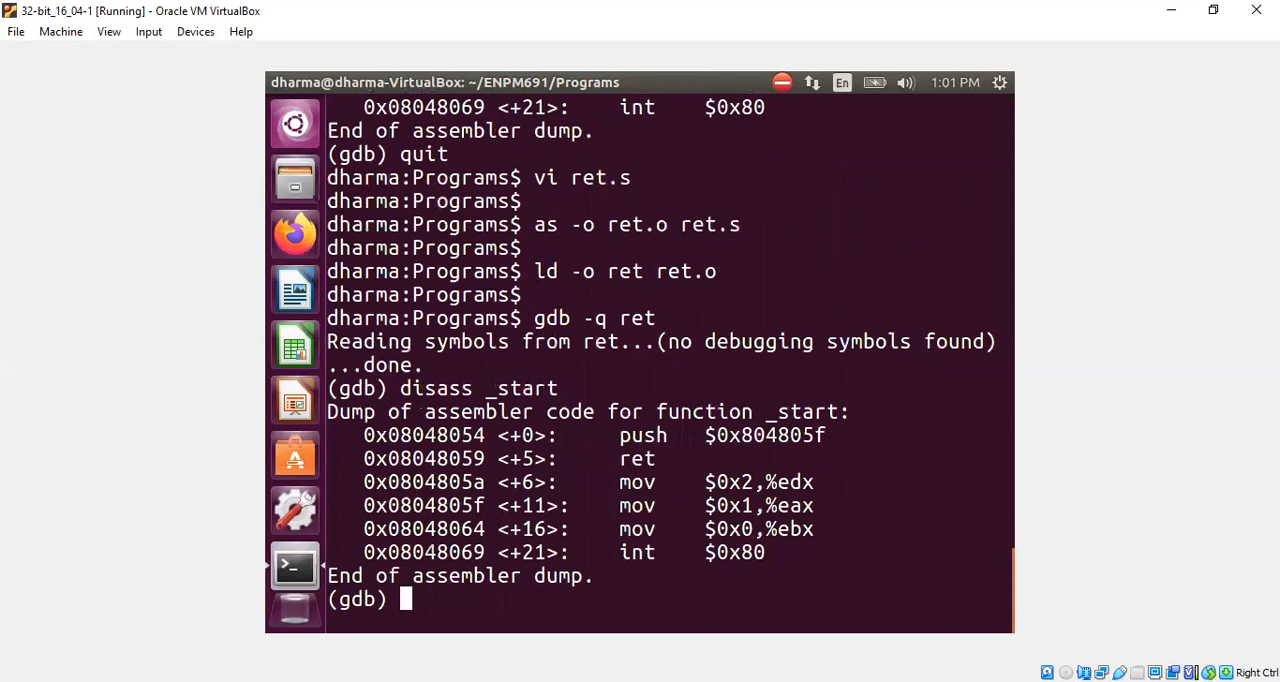 32-bit_16_04-1 [Running] - Oracle VM VirtualBox
File Machine View Input Devices Help
dharma@dharma-VirtualBox: ~/ENPM691/Programs En 1:01 PM
0x08048069 <+21>: int $0x80
End of assembler dump.
(gdb) quit
dharma:Programs$ vi ret.s
dharma:Programs$
dharma:Programs$ as -o ret.o ret.s
dharma:Programs$
dharma:Programs$ ld -o ret ret.o
dharma:Programs$
dharma:Programs$ gdb -q ret
Reading symbols from ret...(no debugging symbols found)
...done.
(gdb) disass _start
Dump of assembler code for function _start:
0x08048054 <+0>: push $0x804805f
0x08048059 <+5>: ret
0x0804805a <+6>: mov $0x2,%edx
0x0804805f <+11>: mov $0x1,%eax
0x08048064 <+16>: mov $0x0,%ebx
0x08048069 <+21>: int $0x80
End of assembler dump.
(gdb)
Right Ctrl